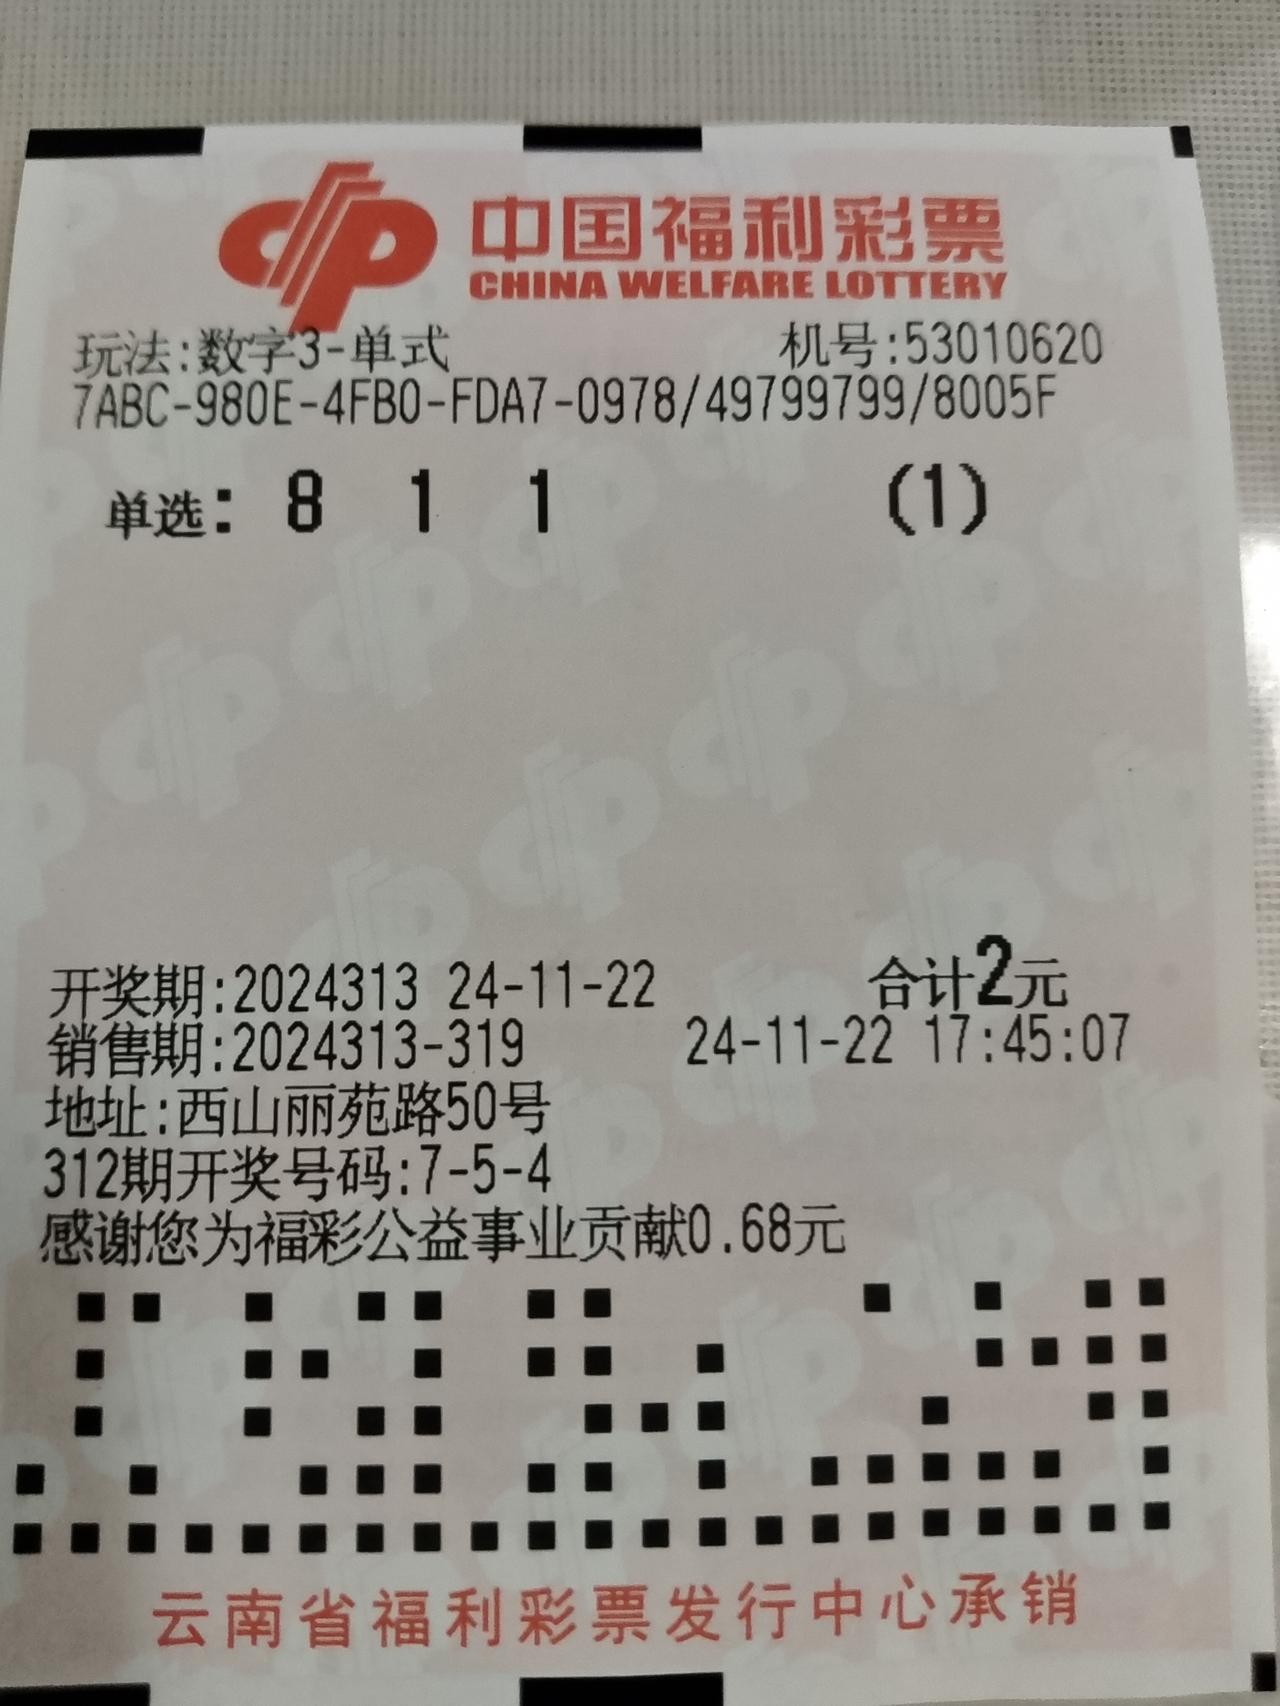 中国福利彩票
CHINA WELFARE LOTTERY
玩法:数字3-单式 机号:53010620
7ABC-980E-4FB0-FDA7-0978/49799799/8005F
单选: 8 1 1 (1)
开奖期:2024313 24-11-22 合计2元
销售期:2024313-319 24-11-22 17:45:07
地址:西山丽苑路50号
312期开奖号码:7-5-4
感谢您为福彩公益事业贡献0.68元
云南省福利彩票发行中心承销